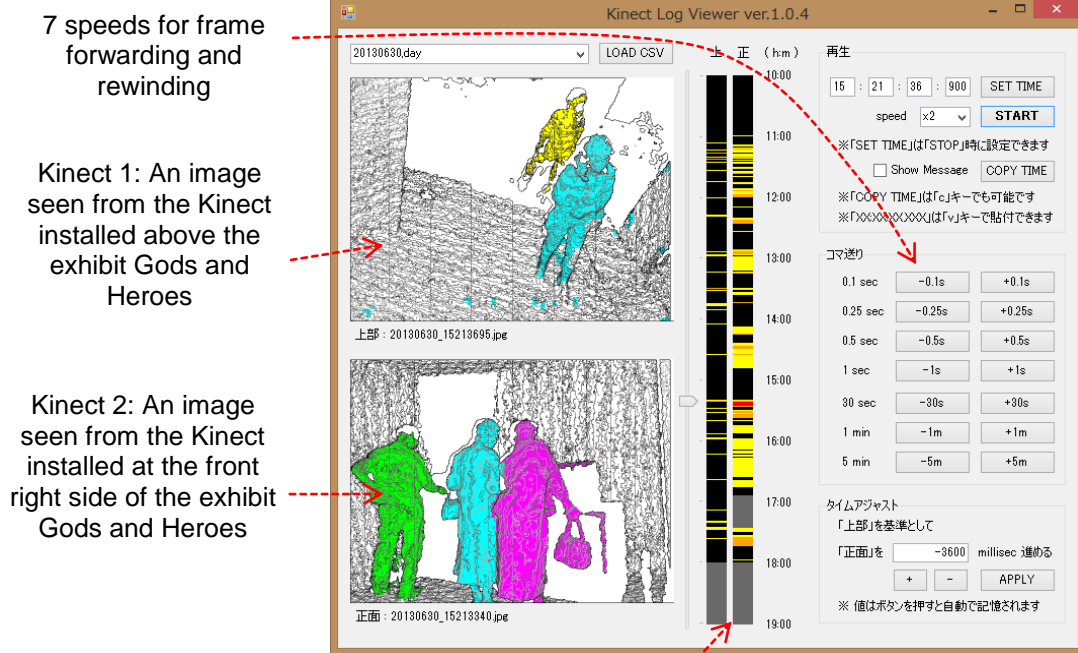 7 speeds for frame
forwarding and
rewinding
Kinect 1: An image
seen from the Kinect
installed above the
exhibit Gods and
Heroes
Kinect 2: An image
seen from the Kinect
installed at the front
right side of the exhibit
Gods and Heroes
Kinect Log Viewer ver.1.0.4
20130630.day
LOAD CSV
上部 : 20130630_15213695.jpg
正面 : 20130630_15213340.jpg
上 正 (h:m)
10:00
11:00
12:00
13:00
14:00
15:00
16:00
17:00
18:00
19:00
再生
15 : 21 : 36 : 900 SET TIME
speed x2 START
※「SET TIME」は「STOP」時に設定できます
Show Message COPY TIME
※「COPY TIME」は「c」キーでも可能です
※「XX:XX:XX:XXX」は「v」キーで貼付できます
コマ送り
0.1 sec -0.1s +0.1s
0.25 sec -0.25s +0.25s
0.5 sec -0.5s +0.5s
1 sec -1s +1s
30 sec -30s +30s
1 min -1m +1m
5 min -5m +5m
タイムアジャスト
「上部」を基準として
「正面」を -3600 millisec 進める
+ - APPLY
※ 値はボタンを押すと自動で記憶されます